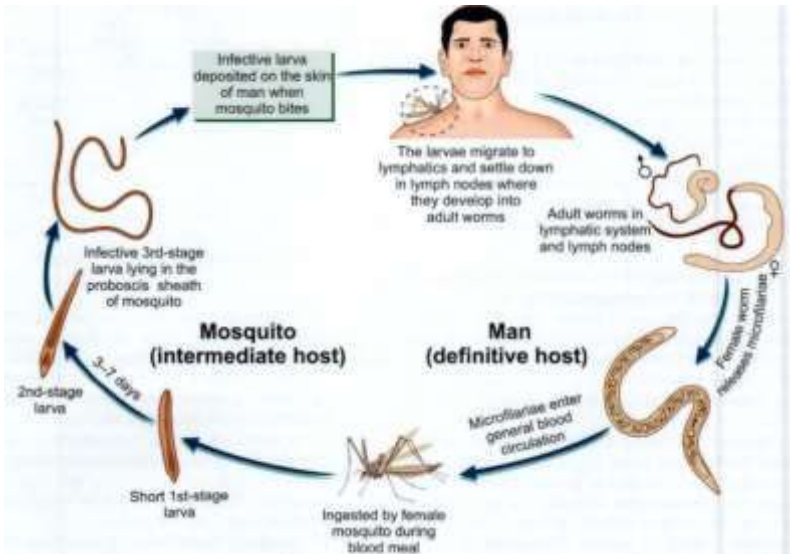 Infective larva
deposited on the skin
of man when
mosquito bites
The larvae migrate to
lymphatics and settle down
in lymph nodes where
they develop into
adult worms
♂
Adult worms in
lymphatic system
and lymph nodes
♀
Female worm
releases microfilariae
Man
(definitive host)
Microfilariae enter
general blood
circulation
Ingested by female
mosquito during
blood meal
Short 1st-stage
larva
3–7 days
2nd-stage
larva
Mosquito
(intermediate host)
Infective 3rd-stage
larva lying in the
proboscis sheath
of mosquito